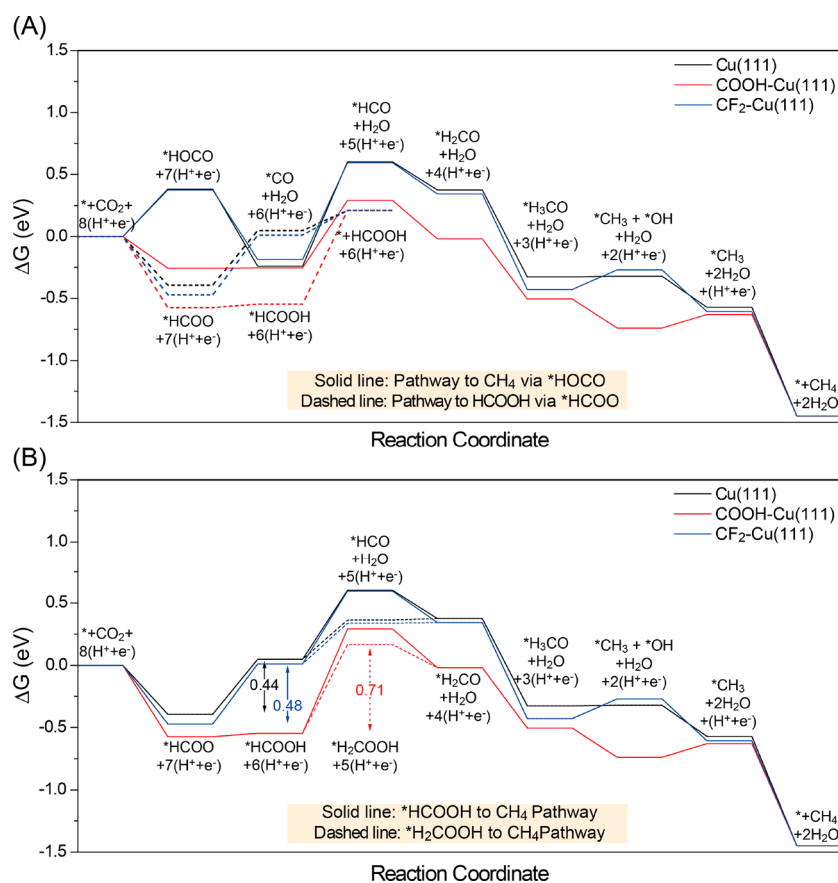 (A)
1.5
1.0
0.5
0.0
-0.5
-1.0
-1.5
ΔG (eV)
Cu(111)
COOH-Cu(111)
CF₂-Cu(111)
*+CO₂+
8(H⁺+e⁻)
*HOCO
+7(H⁺+e⁻)
*CO
+H₂O
+6(H⁺+e⁻)
*HCO
+H₂O
+5(H⁺+e⁻)
*H₂CO
+H₂O
+4(H⁺+e⁻)
*H₃CO
+H₂O
+3(H⁺+e⁻)
*CH₃ + *OH
+H₂O
+2(H⁺+e⁻)
*CH₃
+2H₂O
+(H⁺+e⁻)
*+CH₄
+2H₂O
*HCOO
+7(H⁺+e⁻)
*HCOOH
+6(H⁺+e⁻)
*+HCOOH
+6(H⁺+e⁻)
Solid line: Pathway to CH₄ via *HOCO
Dashed line: Pathway to HCOOH via *HCOO
Reaction Coordinate
(B)
1.5
1.0
0.5
0.0
-0.5
-1.0
-1.5
ΔG (eV)
Cu(111)
COOH-Cu(111)
CF₂-Cu(111)
*+CO₂+
8(H⁺+e⁻)
*HCO
+H₂O
+5(H⁺+e⁻)
0.44
0.48
0.71
*HCOO
+7(H⁺+e⁻)
*HCOOH
+6(H⁺+e⁻)
*H₂COOH
+5(H⁺+e⁻)
*H₂CO
+H₂O
+4(H⁺+e⁻)
*H₃CO
+H₂O
+3(H⁺+e⁻)
*CH₃ + *OH
+H₂O
+2(H⁺+e⁻)
*CH₃
+2H₂O
+(H⁺+e⁻)
*+CH₄
+2H₂O
Solid line: *HCOOH to CH₄ Pathway
Dashed line: *H₂COOH to CH₄Pathway
Reaction Coordinate